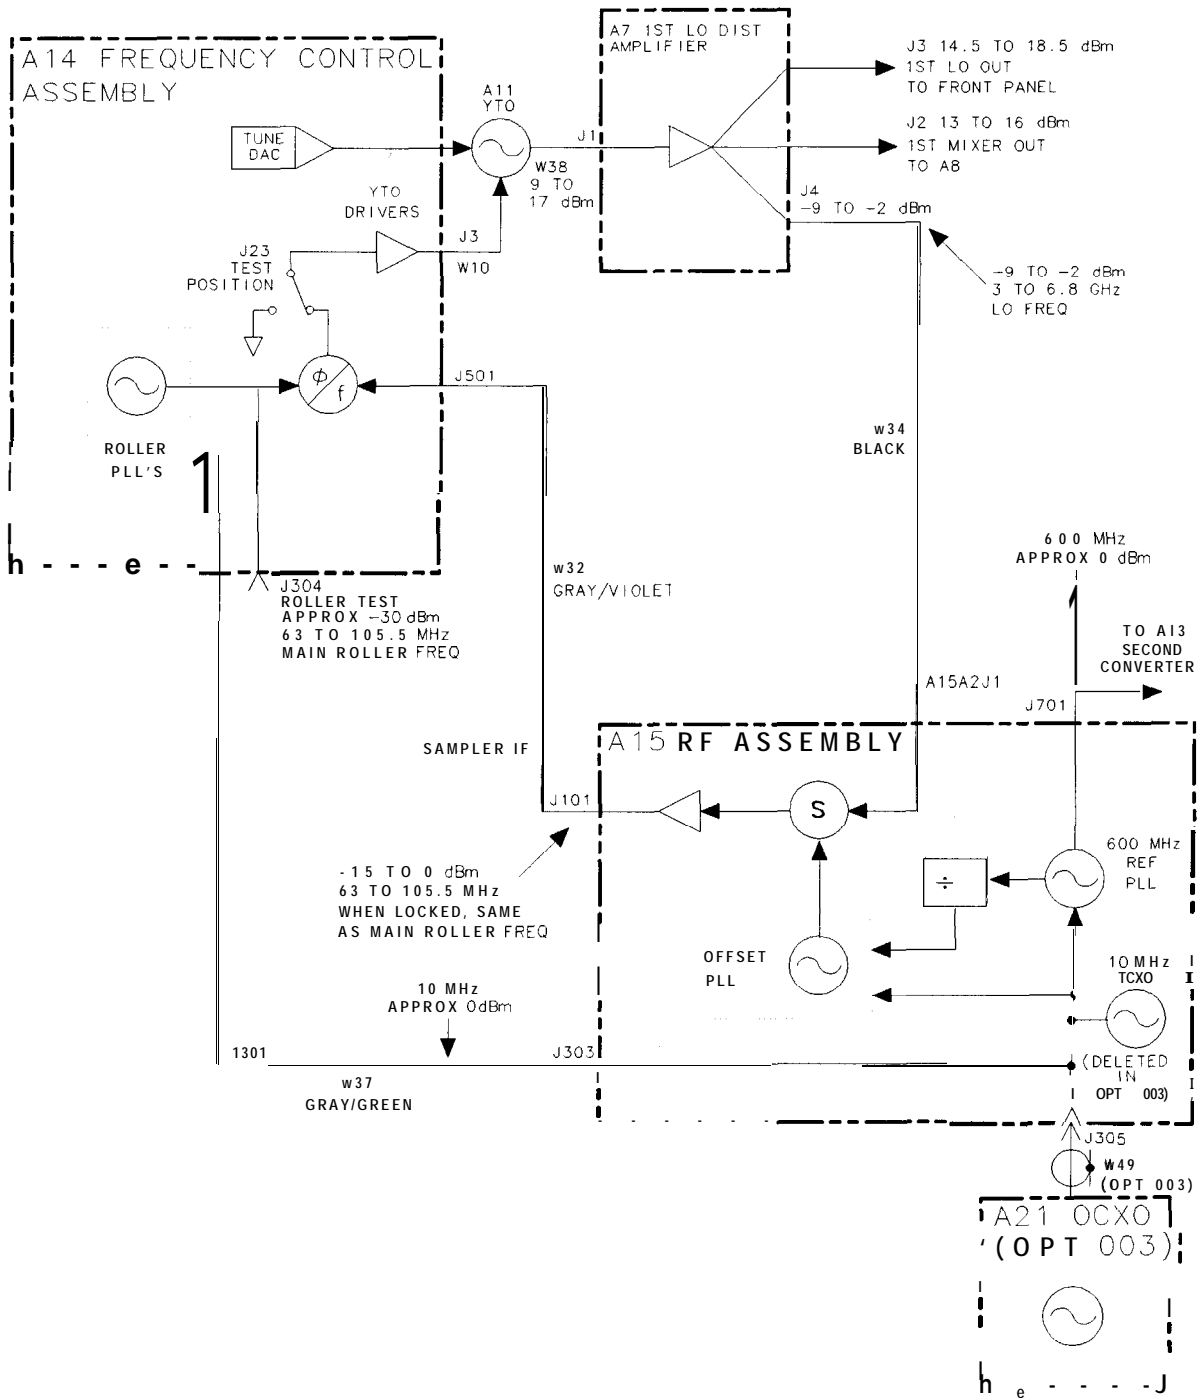 A7 1ST LO DIST
AMPLIFIER
A14 FREQUENCY CONTROL
ASSEMBLY
J3 14.5 TO 18.5 dBm
1ST LO OUT
TO FRONT PANEL
A11
YTO
TUNE
DAC
J1
W38
9 TO
17 dBm
J2 13 TO 16 dBm
1ST MIXER OUT
TO A8
YTO
DRIVERS
J4
-9 TO -2 dBm
J3
W10
J23
TEST
POSITION
-9 TO -2 dBm
3 TO 6.8 GHz
LO FREQ
Φ
f
J501
ROLLER
PLL'S
1
w34
BLACK
h - - - e - -
J304
ROLLER TEST
APPROX -30 dBm
63 TO 105.5 MHz
MAIN ROLLER FREQ
w32
GRAY/VIOLET
600 MHz
APPROX 0 dBm
TO AI3
SECOND
CONVERTER
A15A2J1
J701
SAMPLER IF
A15 RF ASSEMBLY
J101
S
600 MHz
REF
PLL
÷
-15 TO 0 dBm
63 TO 105.5 MHz
WHEN LOCKED, SAME
AS MAIN ROLLER FREQ
OFFSET
PLL
10 MHz
TCXO
I
10 MHz
APPROX 0dBm
1301
J303
w37
GRAY/GREEN
(DELETED
IN
OPT 003)
I
J305
W49
(OPT 003)
A21 OCXO
'(OPT 003)
h e - - - - J